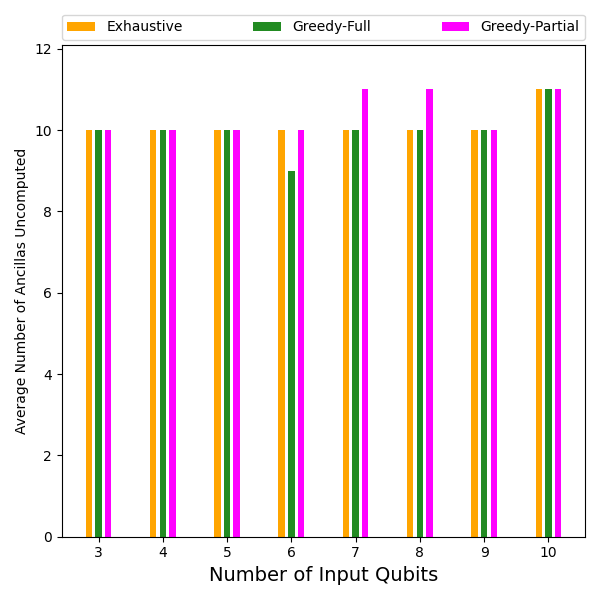 Exhaustive Greedy-Full Greedy-Partial
Average Number of Ancillas Uncomputed
12
10
8
6
4
2
0
3 4 5 6 7 8 9 10
Number of Input Qubits